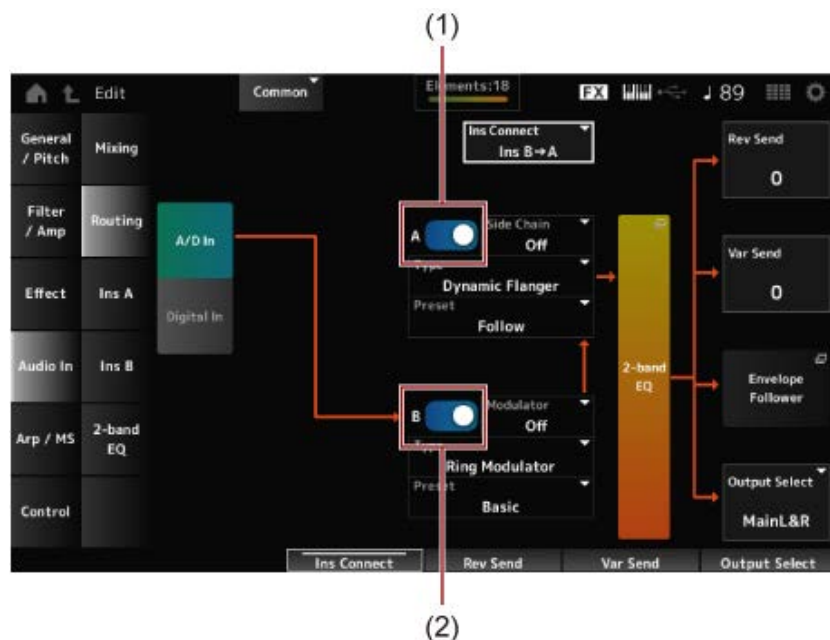 (1)
Edit
Common
Elements:18
FX
♩ 89
General / Pitch
Mixing
Ins Connect
Ins B→A
Rev Send
0
Filter / Amp
Routing
A/D In
A
Side Chain
Off
Type
Dynamic Flanger
Preset
Follow
Var Send
0
Effect
Ins A
Digital In
Audio In
Ins B
2-band EQ
Envelope Follower
B
Modulator
Off
Type
Ring Modulator
Preset
Basic
Arp / MS
2-band EQ
Control
Output Select
MainL&R
Ins Connect
Rev Send
Var Send
Output Select
(2)